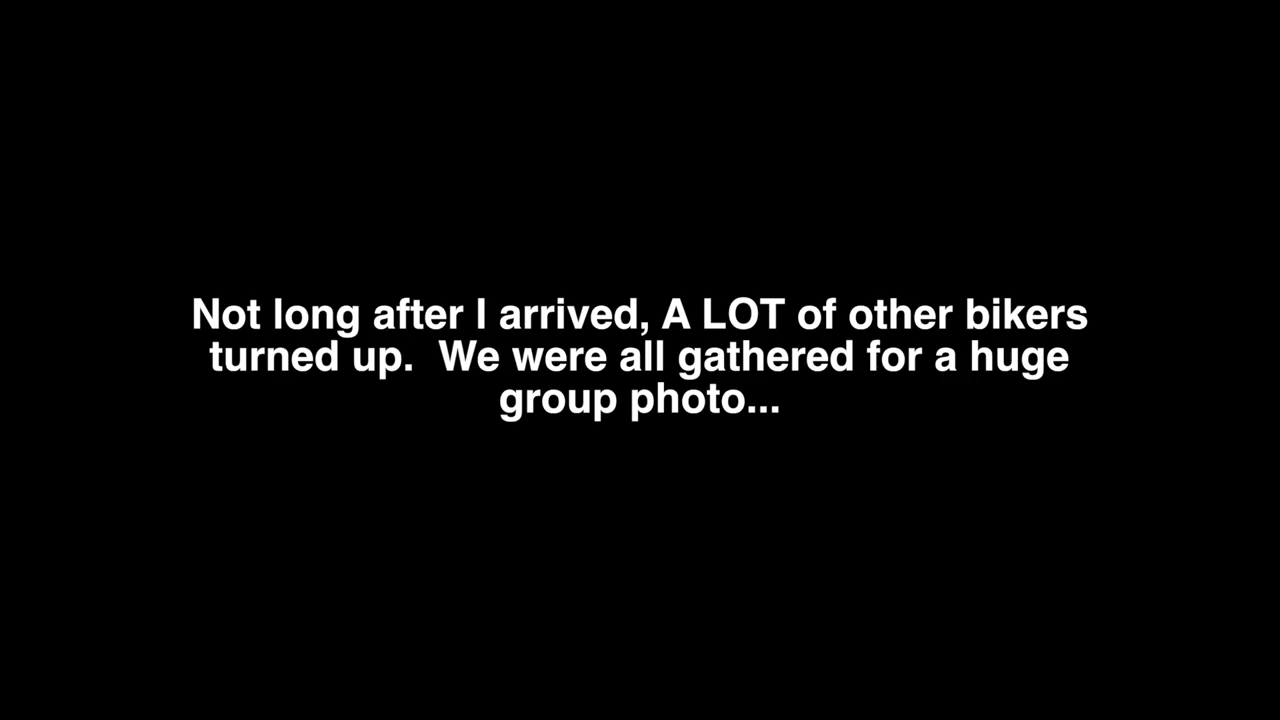 Not long after I arrived, A LOT of other bikers
turned up.  We were all gathered for a huge
group photo...